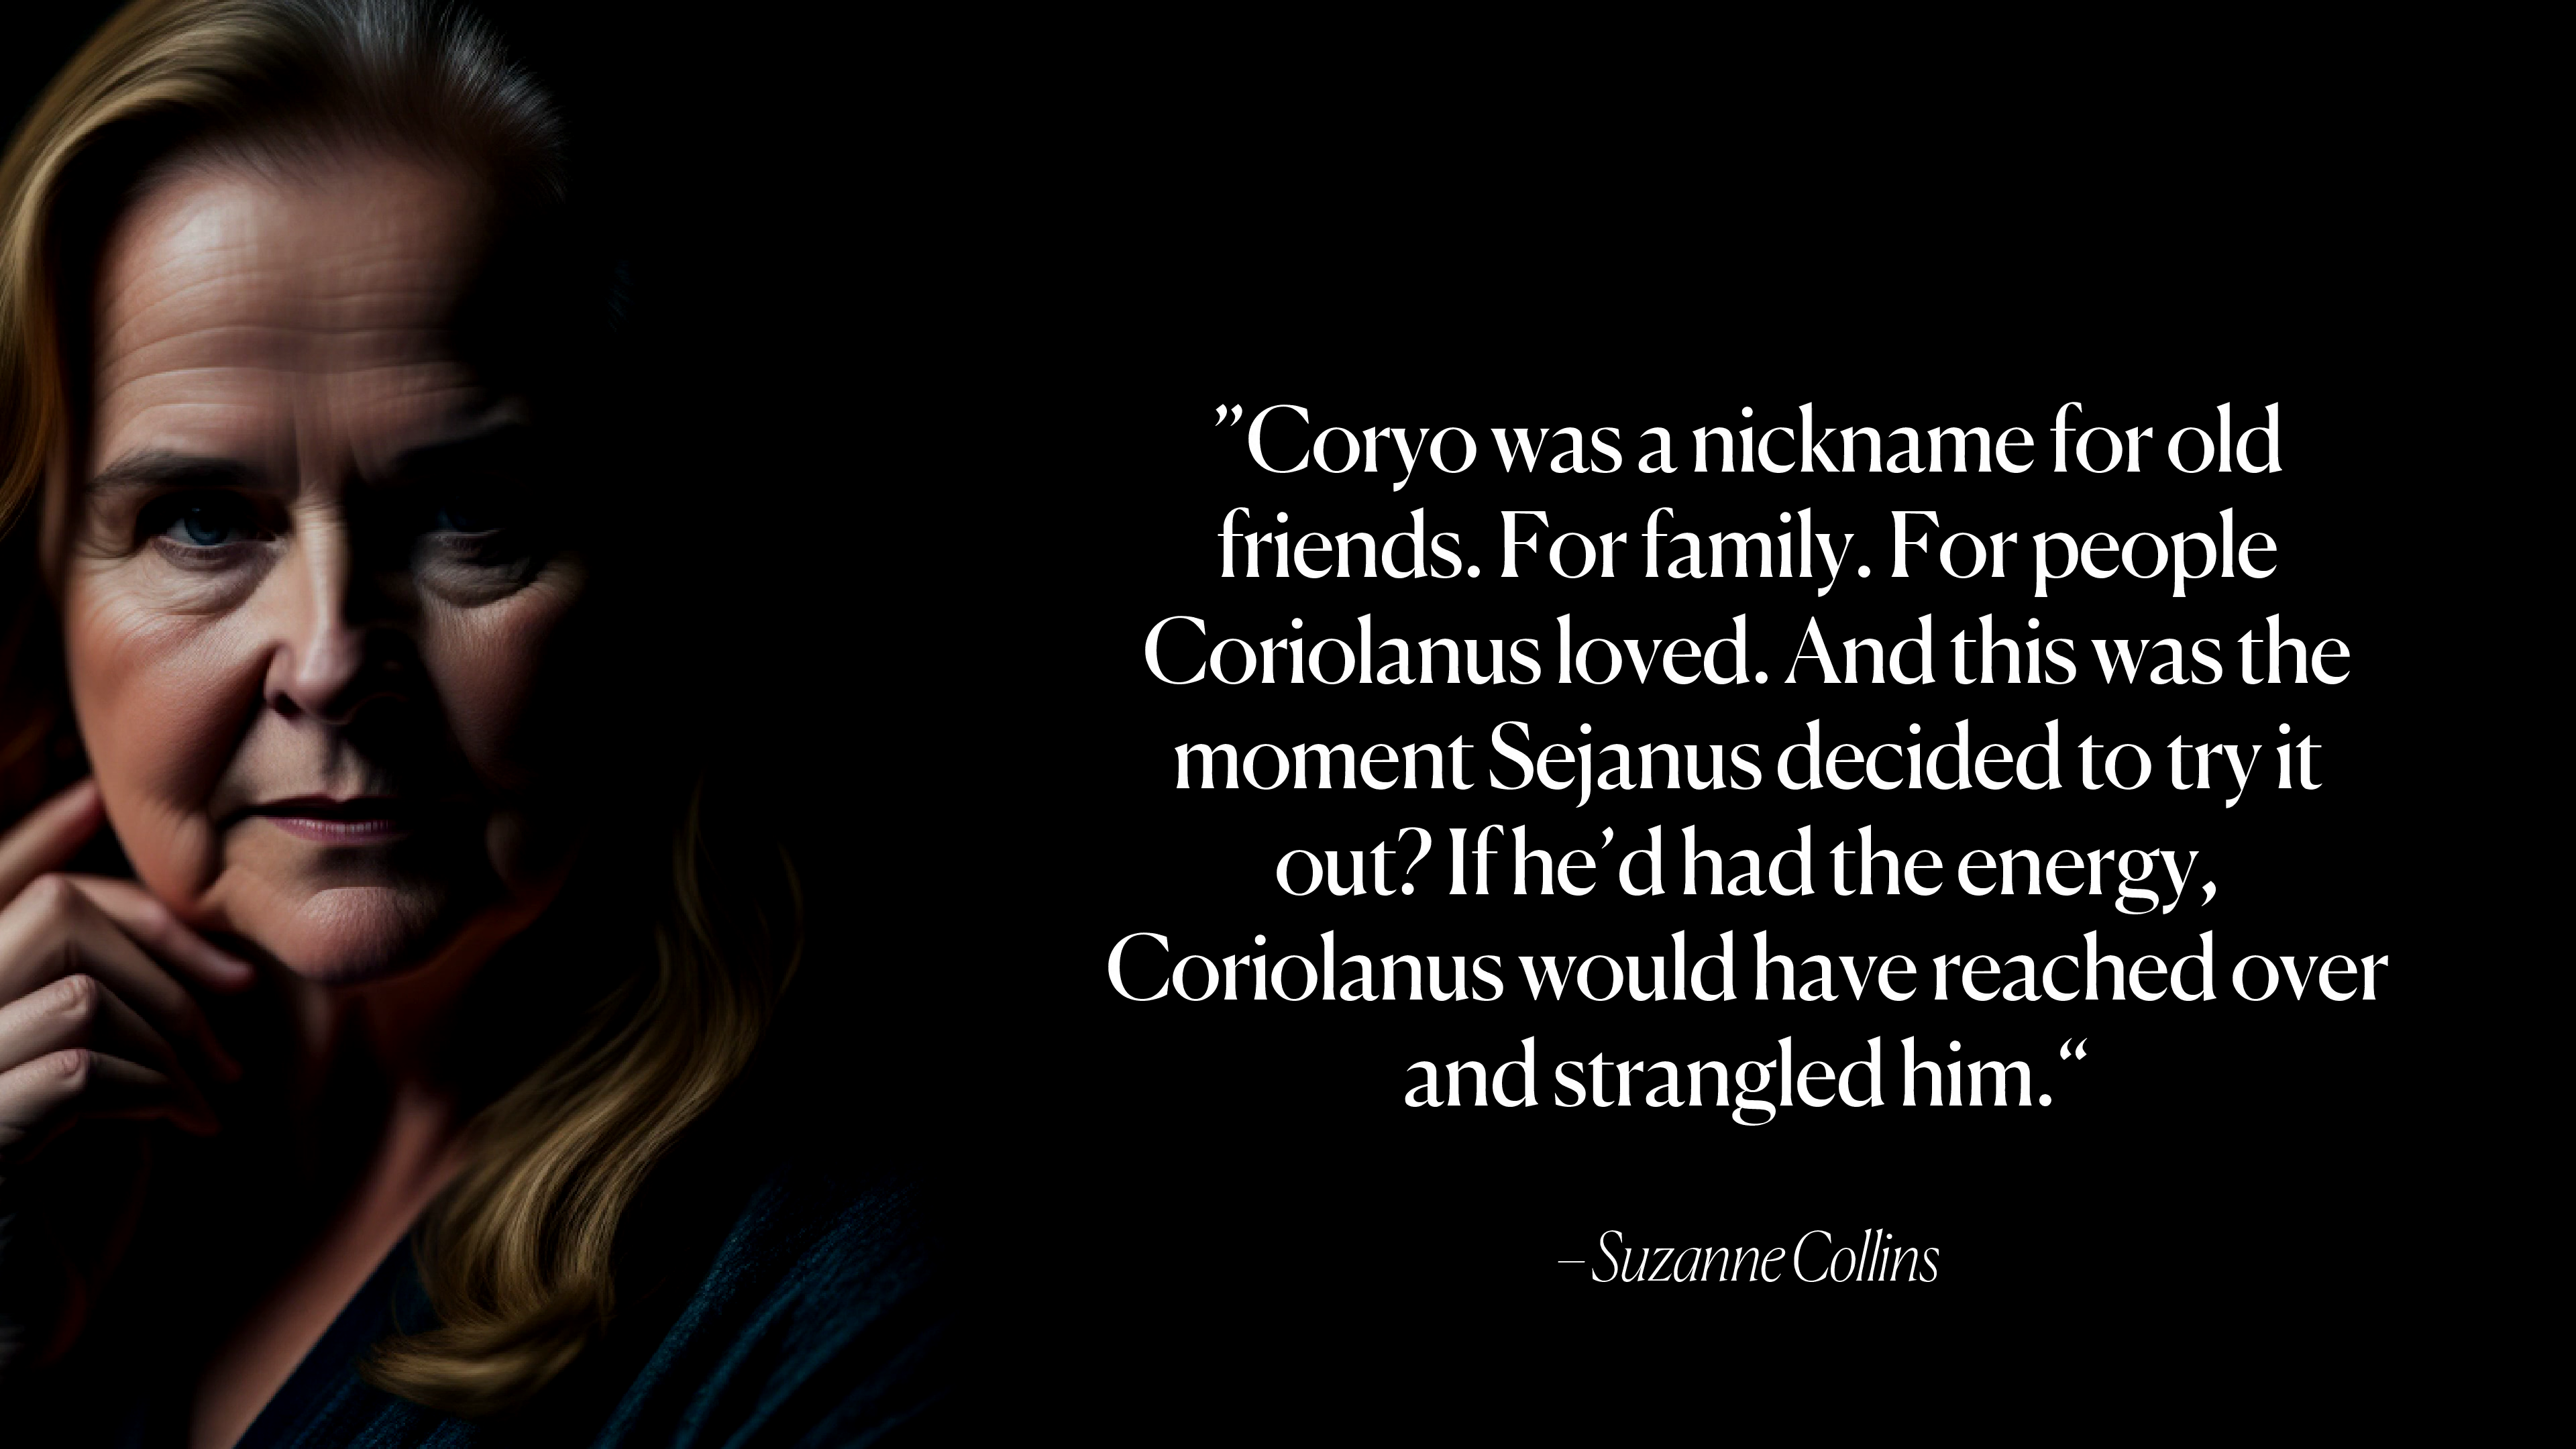 ”Coryo was a nickname for old
friends. For family. For people
Coriolanus loved. And this was the
moment Sejanus decided to try it
out? If he’d had the energy,
Coriolanus would have reached over
and strangled him.“
– Suzanne Collins